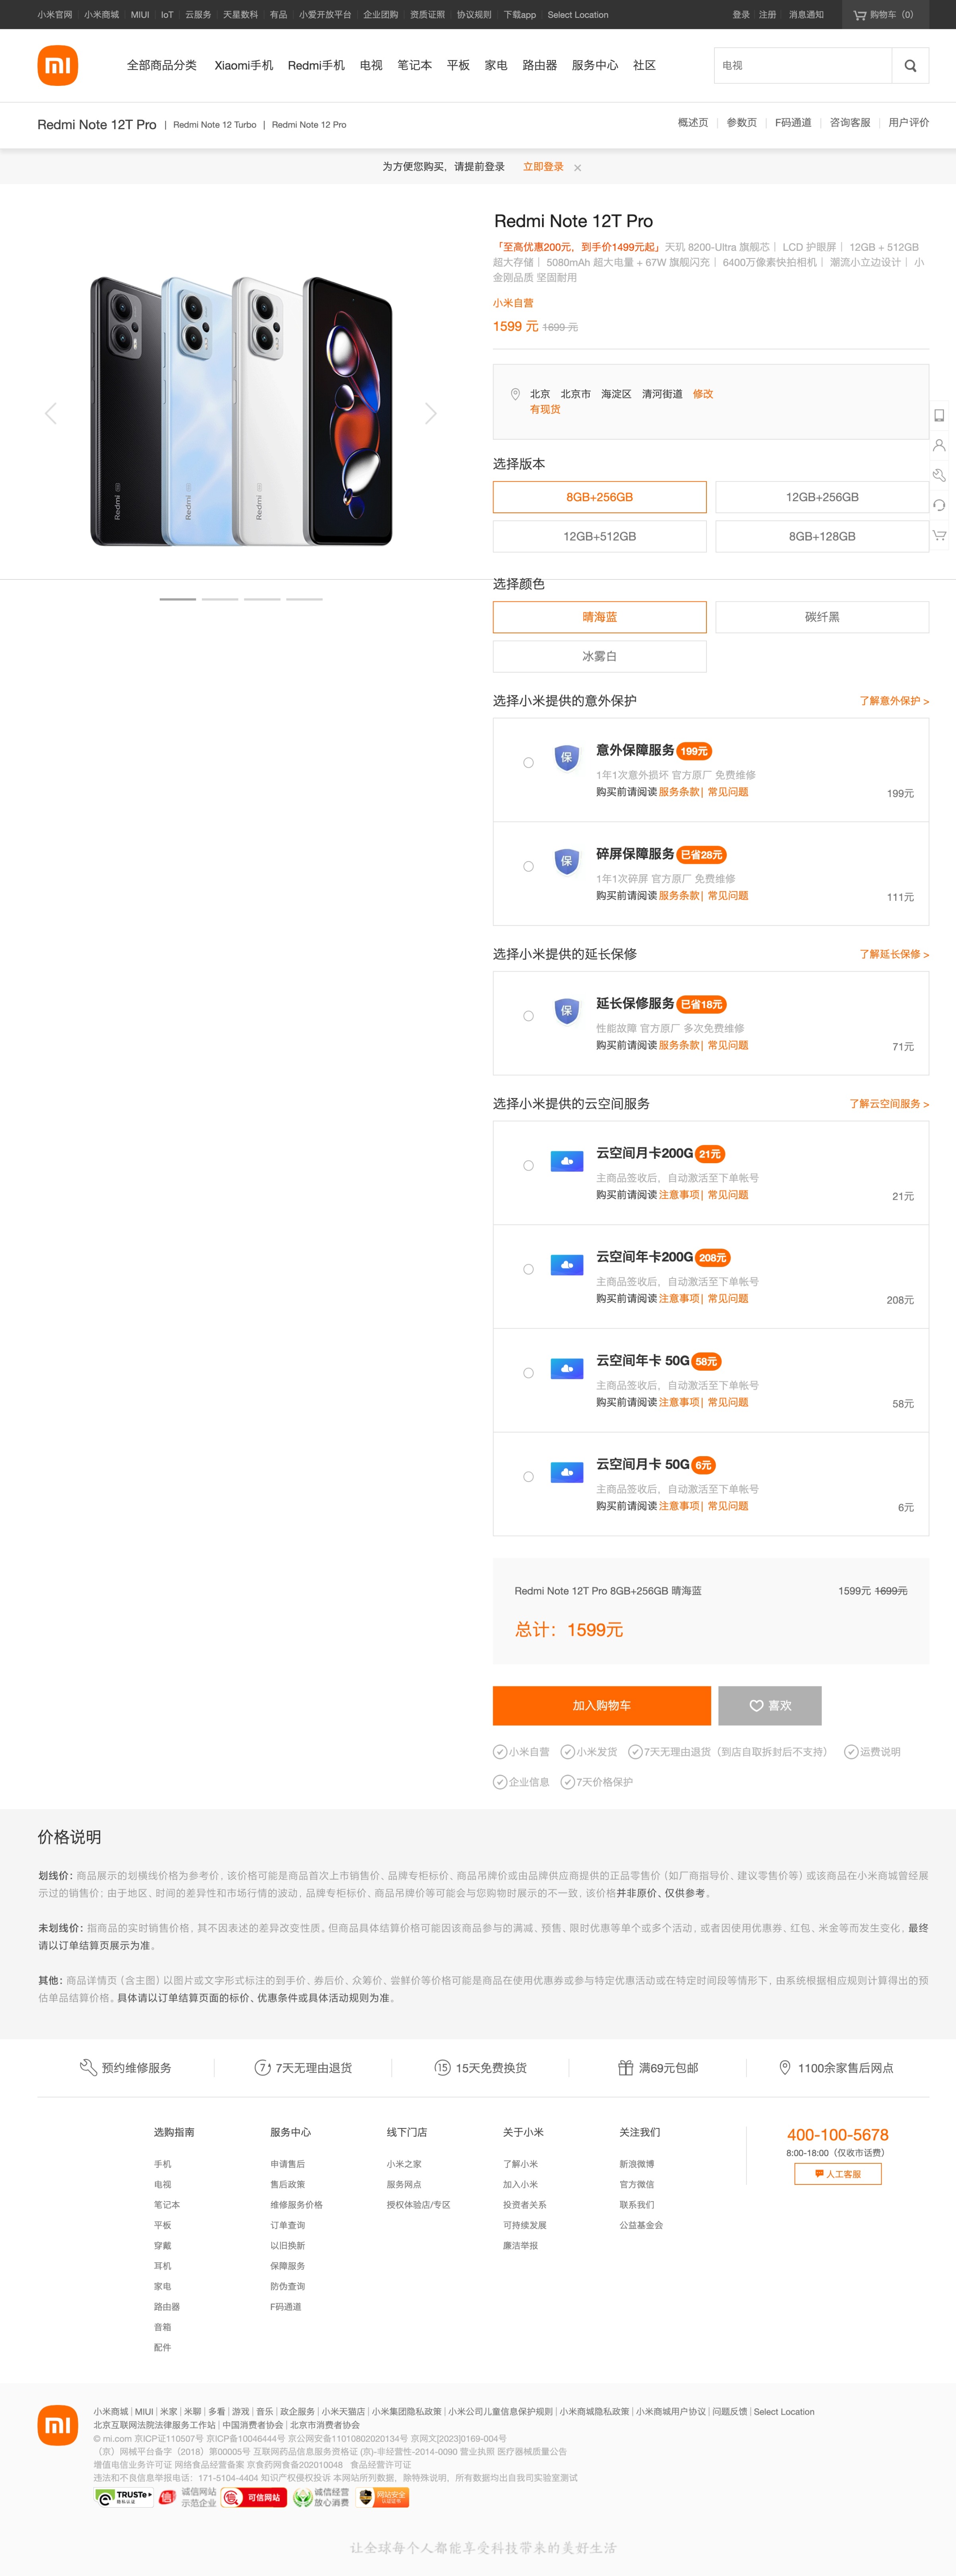 小米官网 小米商城 MIUI IoT 云服务 天星数科 有品 小爱开放平台 企业团购 资质证照 协议规则 下载app Select Location
登录 注册 消息通知 购物车（0）
mi
全部商品分类 Xiaomi手机 Redmi手机 电视 笔记本 平板 家电 路由器 服务中心 社区
电视
Redmi Note 12T Pro | Redmi Note 12 Turbo | Redmi Note 12 Pro
概述页 | 参数页 | F码通道 | 咨询客服 | 用户评价
为方便您购买，请提前登录 立即登录 ×
Redmi Note 12T Pro
「至高优惠200元，到手价1499元起」天玑 8200-Ultra 旗舰芯｜ LCD 护眼屏｜ 12GB + 512GB
超大存储｜ 5080mAh 超大电量 + 67W 旗舰闪充｜ 6400万像素快拍相机｜ 潮流小立边设计｜ 小
金刚品质 坚固耐用
小米自营
1599 元 1699 元
Redmi
Redmi
Redmi
北京 北京市 海淀区 清河街道 修改
有现货
选择版本
8GB+256GB 12GB+256GB
12GB+512GB 8GB+128GB
选择颜色
晴海蓝 碳纤黑
冰雾白
选择小米提供的意外保护 了解意外保护 >
保 意外保障服务 199元
1年1次意外损坏 官方原厂 免费维修
购买前请阅读 服务条款| 常见问题 199元
保 碎屏保障服务 已省28元
1年1次碎屏 官方原厂 免费维修
购买前请阅读 服务条款| 常见问题 111元
选择小米提供的延长保修 了解延长保修 >
保 延长保修服务 已省18元
性能故障 官方原厂 多次免费维修
购买前请阅读 服务条款| 常见问题 71元
选择小米提供的云空间服务 了解云空间服务 >
云空间月卡200G 21元
主商品签收后，自动激活至下单帐号
购买前请阅读 注意事项| 常见问题 21元
云空间年卡200G 208元
主商品签收后，自动激活至下单帐号
购买前请阅读 注意事项| 常见问题 208元
云空间年卡 50G 58元
主商品签收后，自动激活至下单帐号
购买前请阅读 注意事项| 常见问题 58元
云空间月卡 50G 6元
主商品签收后，自动激活至下单帐号
购买前请阅读 注意事项| 常见问题 6元
Redmi Note 12T Pro 8GB+256GB 晴海蓝 1599元 1699元
总计：1599元
加入购物车 喜欢
小米自营 小米发货 7天无理由退货（到店自取拆封后不支持） 运费说明
企业信息 7天价格保护
价格说明
划线价：商品展示的划横线价格为参考价，该价格可能是商品首次上市销售价、品牌专柜标价、商品吊牌价或由品牌供应商提供的正品零售价（如厂商指导价、建议零售价等）或该商品在小米商城曾经展
示过的销售价；由于地区、时间的差异性和市场行情的波动，品牌专柜标价、商品吊牌价等可能会与您购物时展示的不一致，该价格并非原价、仅供参考。
未划线价：指商品的实时销售价格，其不因表述的差异改变性质。但商品具体结算价格可能因该商品参与的满减、预售、限时优惠等单个或多个活动，或者因使用优惠券，红包，米金等而发生变化，最终
请以订单结算页展示为准。
其他：商品详情页（含主图）以图片或文字形式标注的到手价、券后价、众筹价、尝鲜价等价格可能是商品在使用优惠券或参与特定优惠活动或在特定时间段等情形下，由系统根据相应规则计算得出的预
估单品结算价格。具体请以订单结算页面的标价、优惠条件或具体活动规则为准。
预约维修服务 7天无理由退货 15天免费换货 满69元包邮 1100余家售后网点
选购指南
手机
电视
笔记本
平板
穿戴
耳机
家电
路由器
音箱
配件
服务中心
申请售后
售后政策
维修服务价格
订单查询
以旧换新
保障服务
防伪查询
F码通道
线下门店
小米之家
服务网点
授权体验店/专区
关于小米
了解小米
加入小米
投资者关系
可持续发展
廉洁举报
关注我们
新浪微博
官方微信
联系我们
公益基金会
400-100-5678
8:00-18:00（仅收市话费）
人工客服
mi
小米商城 | MIUI | 米家 | 米聊 | 多看 | 游戏 | 音乐 | 政企服务 | 小米天猫店 | 小米集团隐私政策 | 小米公司儿童信息保护规则 | 小米商城隐私政策 | 小米商城用户协议 | 问题反馈 | Select Location
北京互联网法院法律服务工作站 | 中国消费者协会 | 北京市消费者协会
© mi.com 京ICP证110507号 京ICP备10046444号 京公网安备11010802020134号 京网文[2023]0169-004号
（京）网械平台备字（2018）第00005号 互联网药品信息服务资格证 (京)-非经营性-2014-0090 营业执照 医疗器械质量公告
增值电信业务许可证 网络食品经营备案 京食药网食备202010048 食品经营许可证
违法和不良信息举报电话：171-5104-4404 知识产权侵权投诉 本网站所列数据，除特殊说明，所有数据均出自我司实验室测试
TRUSTe 隐私认证 诚信网站 示范企业 可信网站 诚信经营 放心消费 网站安全
让全球每个人都能享受科技带来的美好生活